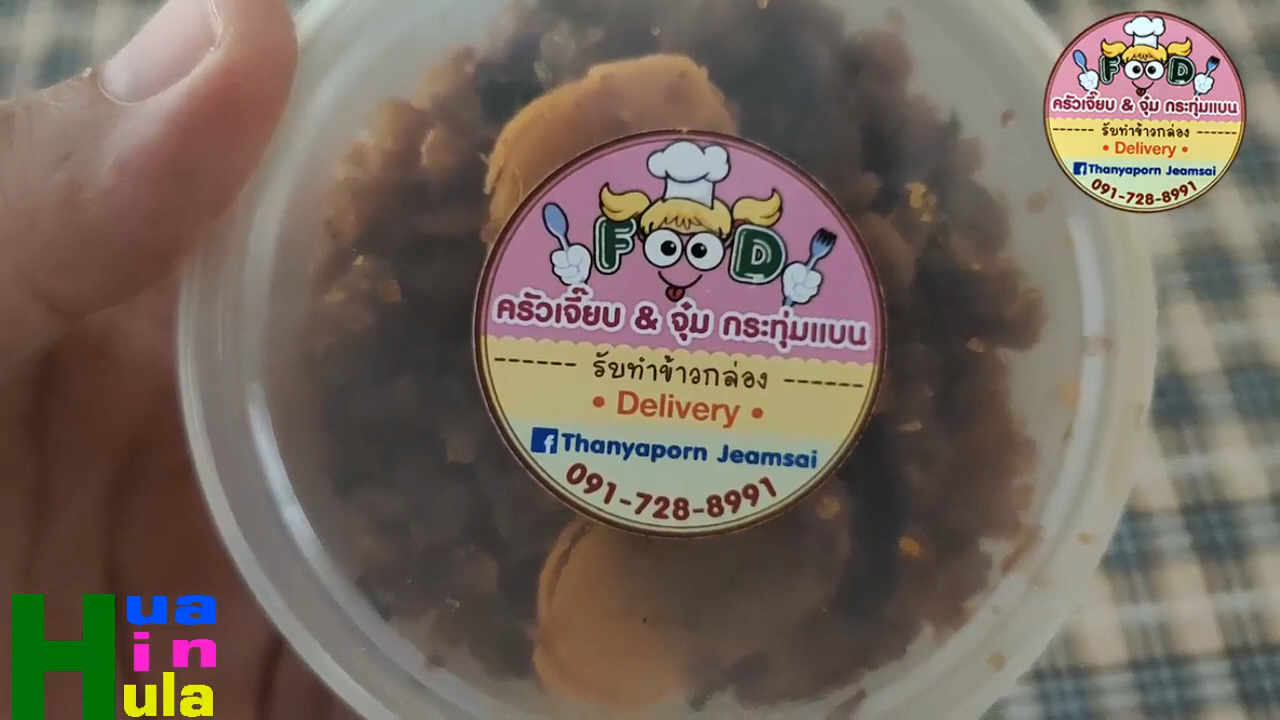 FOOD
ครัวเจี๊ยบ & จุ๋ม กระทุ่มแบน
รับทำข้าวกล่อง
• Delivery •
Thanyaporn Jeamsai
091-728-8991
FOOD
ครัวเจี๊ยบ & จุ๋ม กระทุ่มแบน
รับทำข้าวกล่อง
• Delivery •
Thanyaporn Jeamsai
091-728-8991
Hua
in
ula